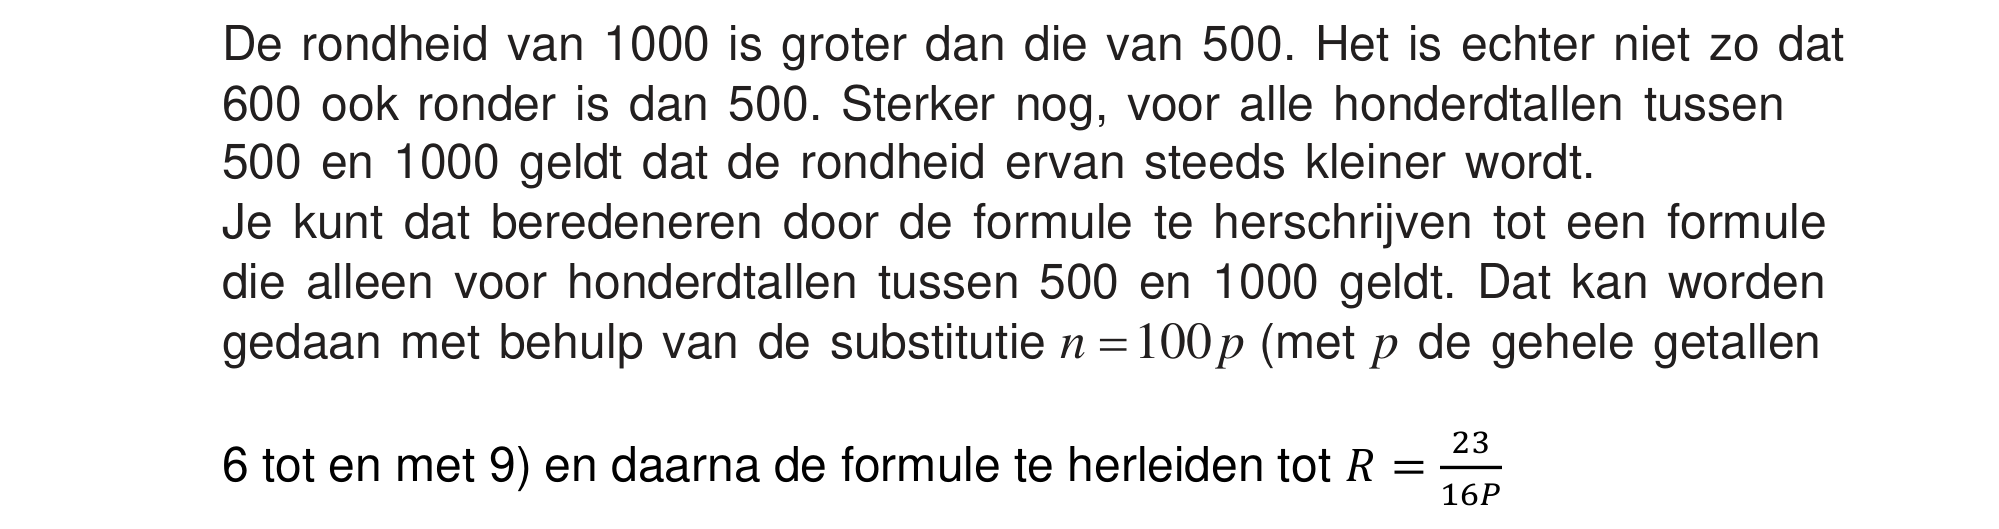 De rondheid van 1000 is groter dan die van 500. Het is echter niet zo dat
600 ook ronder is dan 500. Sterker nog, voor alle honderdtallen tussen
500 en 1000 geldt dat de rondheid ervan steeds kleiner wordt.
Je kunt dat beredeneren door de formule te herschrijven tot een formule
die alleen voor honderdtallen tussen 500 en 1000 geldt. Dat kan worden
gedaan met behulp van de substitutie n = 100p (met p de gehele getallen
6 tot en met 9) en daarna de formule te herleiden tot R = 23/16P